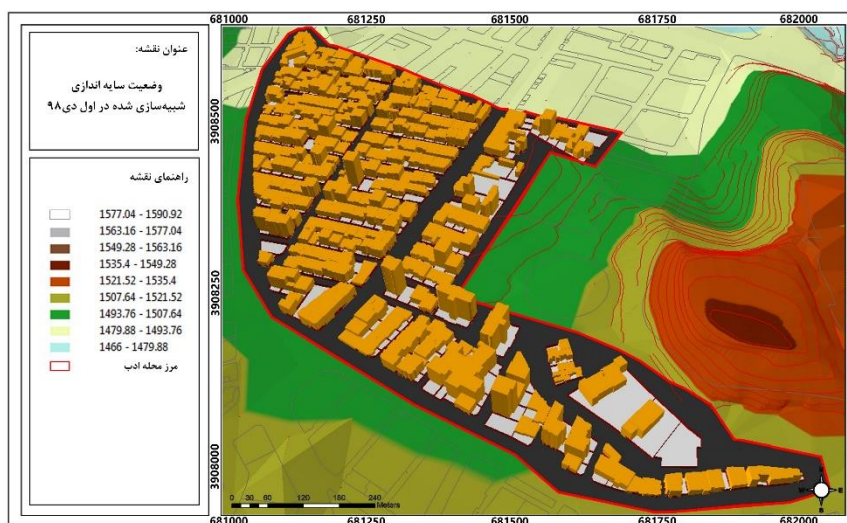 عنوان نقشه:
وضعیت سایه اندازی
شبیه‌سازی شده در اول دی۹۸
راهنمای نقشه
1577.04 - 1590.92
1563.16 - 1577.04
1549.28 - 1563.16
1535.4 - 1549.28
1521.52 - 1535.4
1507.64 - 1521.52
1493.76 - 1507.64
1479.88 - 1493.76
1466 - 1479.88
مرز محله ادب
681000 681250 681500 681750 682000
3908500
3908250
3908000
0 30 60 120 180 240
Meters
681000 681250 681500 681750 682000